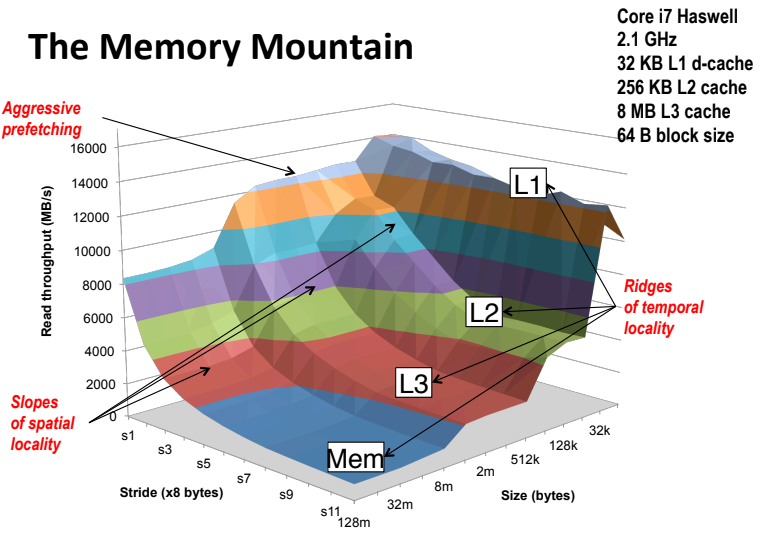 The Memory Mountain
Core i7 Haswell
2.1 GHz
32 KB L1 d-cache
256 KB L2 cache
8 MB L3 cache
64 B block size
Aggressive
prefetching
16000
14000
12000
10000
8000
6000
4000
2000
0
Read throughput (MB/s)
L1
L2
L3
Mem
Ridges
of temporal
locality
Slopes
of spatial
locality
s1
s3
s5
s7
s9
s11
Stride (x8 bytes)
128m
32m
8m
2m
512k
128k
32k
Size (bytes)